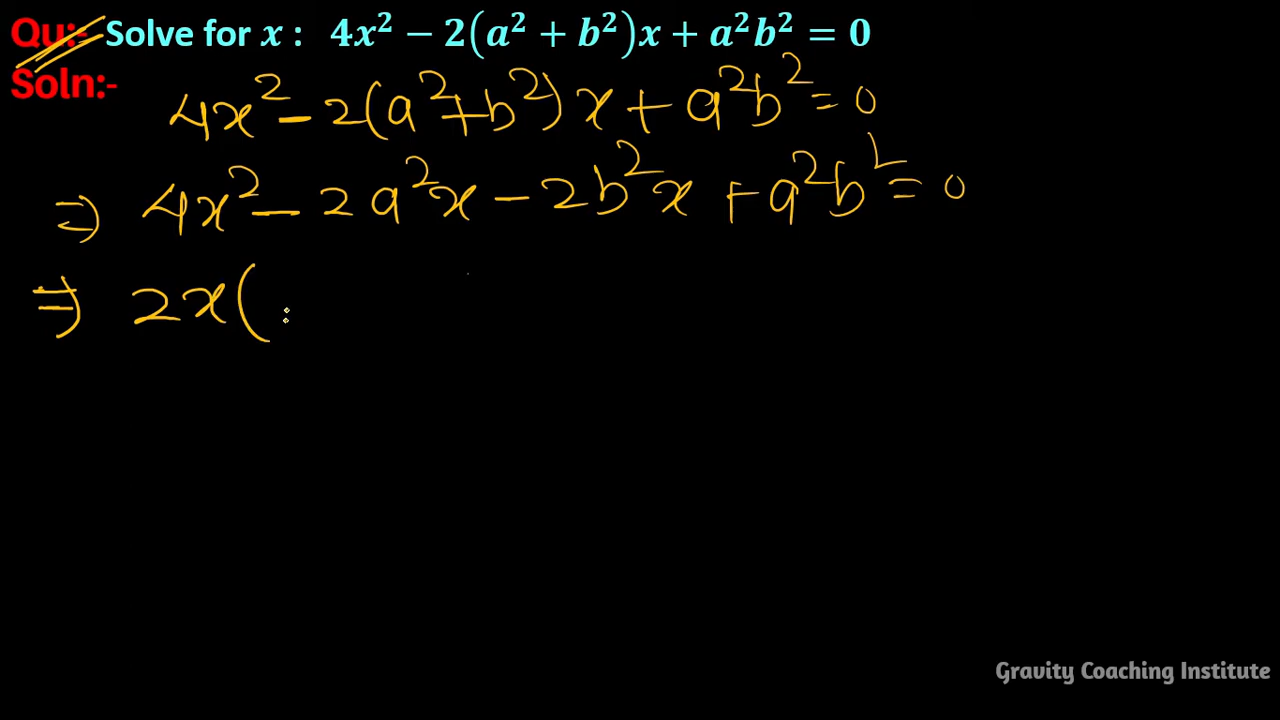 Qu:- Solve for x : 4x² − 2(a² + b²)x + a²b² = 0
Soln:-
4x² − 2(a² + b²) x + a²b² = 0
⇒ 4x² − 2a²x − 2b²x + a²b² = 0
⇒ 2x(
Gravity Coaching Institute